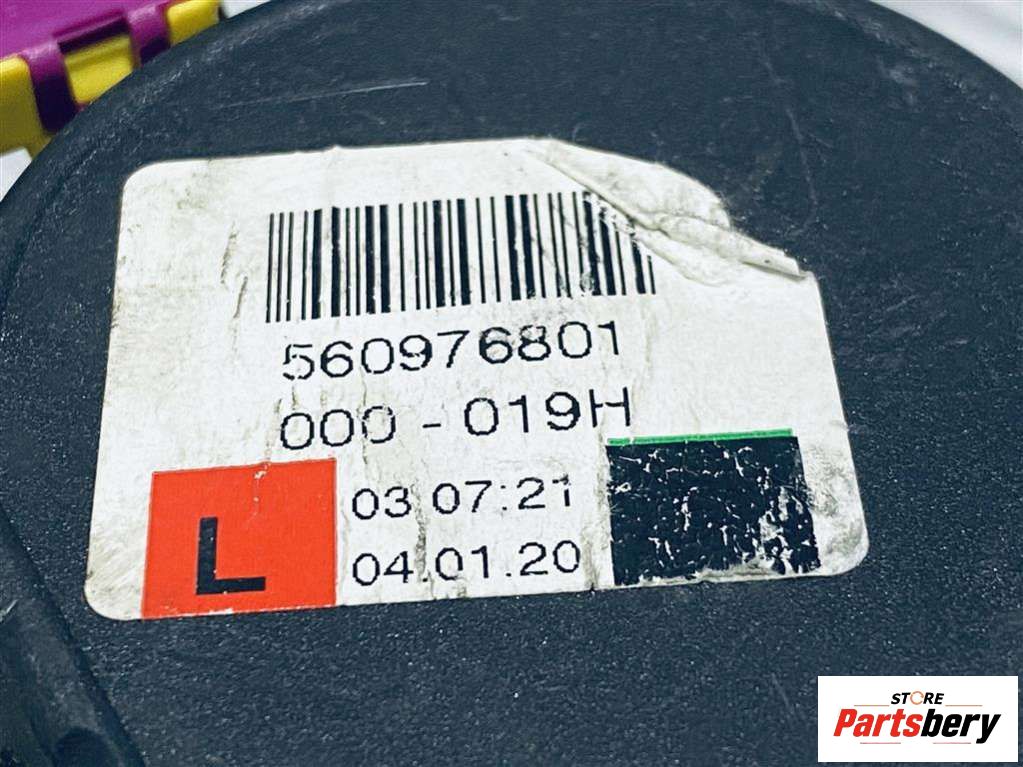 560976801
000 - 019H
L
03 07:21
04.01.20
STORE
Partsbery